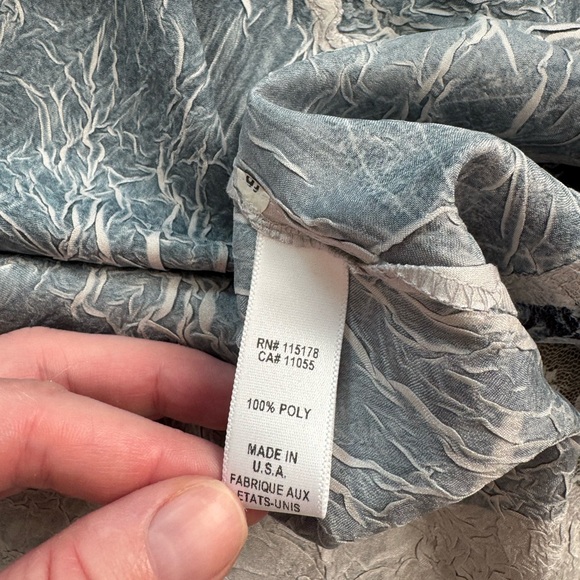 RN# 115178
CA# 11055
100% POLY
MADE IN
U.S.A.
FABRIQUE AUX
ETATS-UNIS